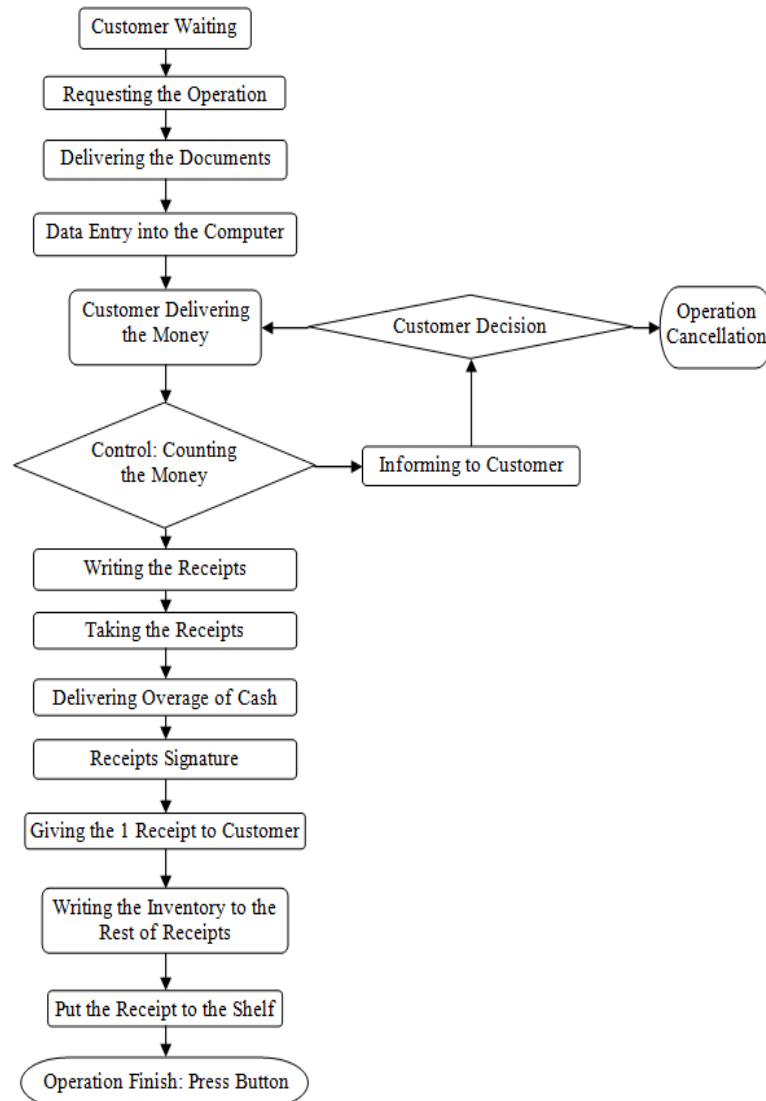 Customer Waiting
Requesting the Operation
Delivering the Documents
Data Entry into the Computer
Customer Delivering
the Money
Customer Decision
Operation
Cancellation
Control: Counting
the Money
Informing to Customer
Writing the Receipts
Taking the Receipts
Delivering Overage of Cash
Receipts Signature
Giving the 1 Receipt to Customer
Writing the Inventory to the
Rest of Receipts
Put the Receipt to the Shelf
Operation Finish: Press Button